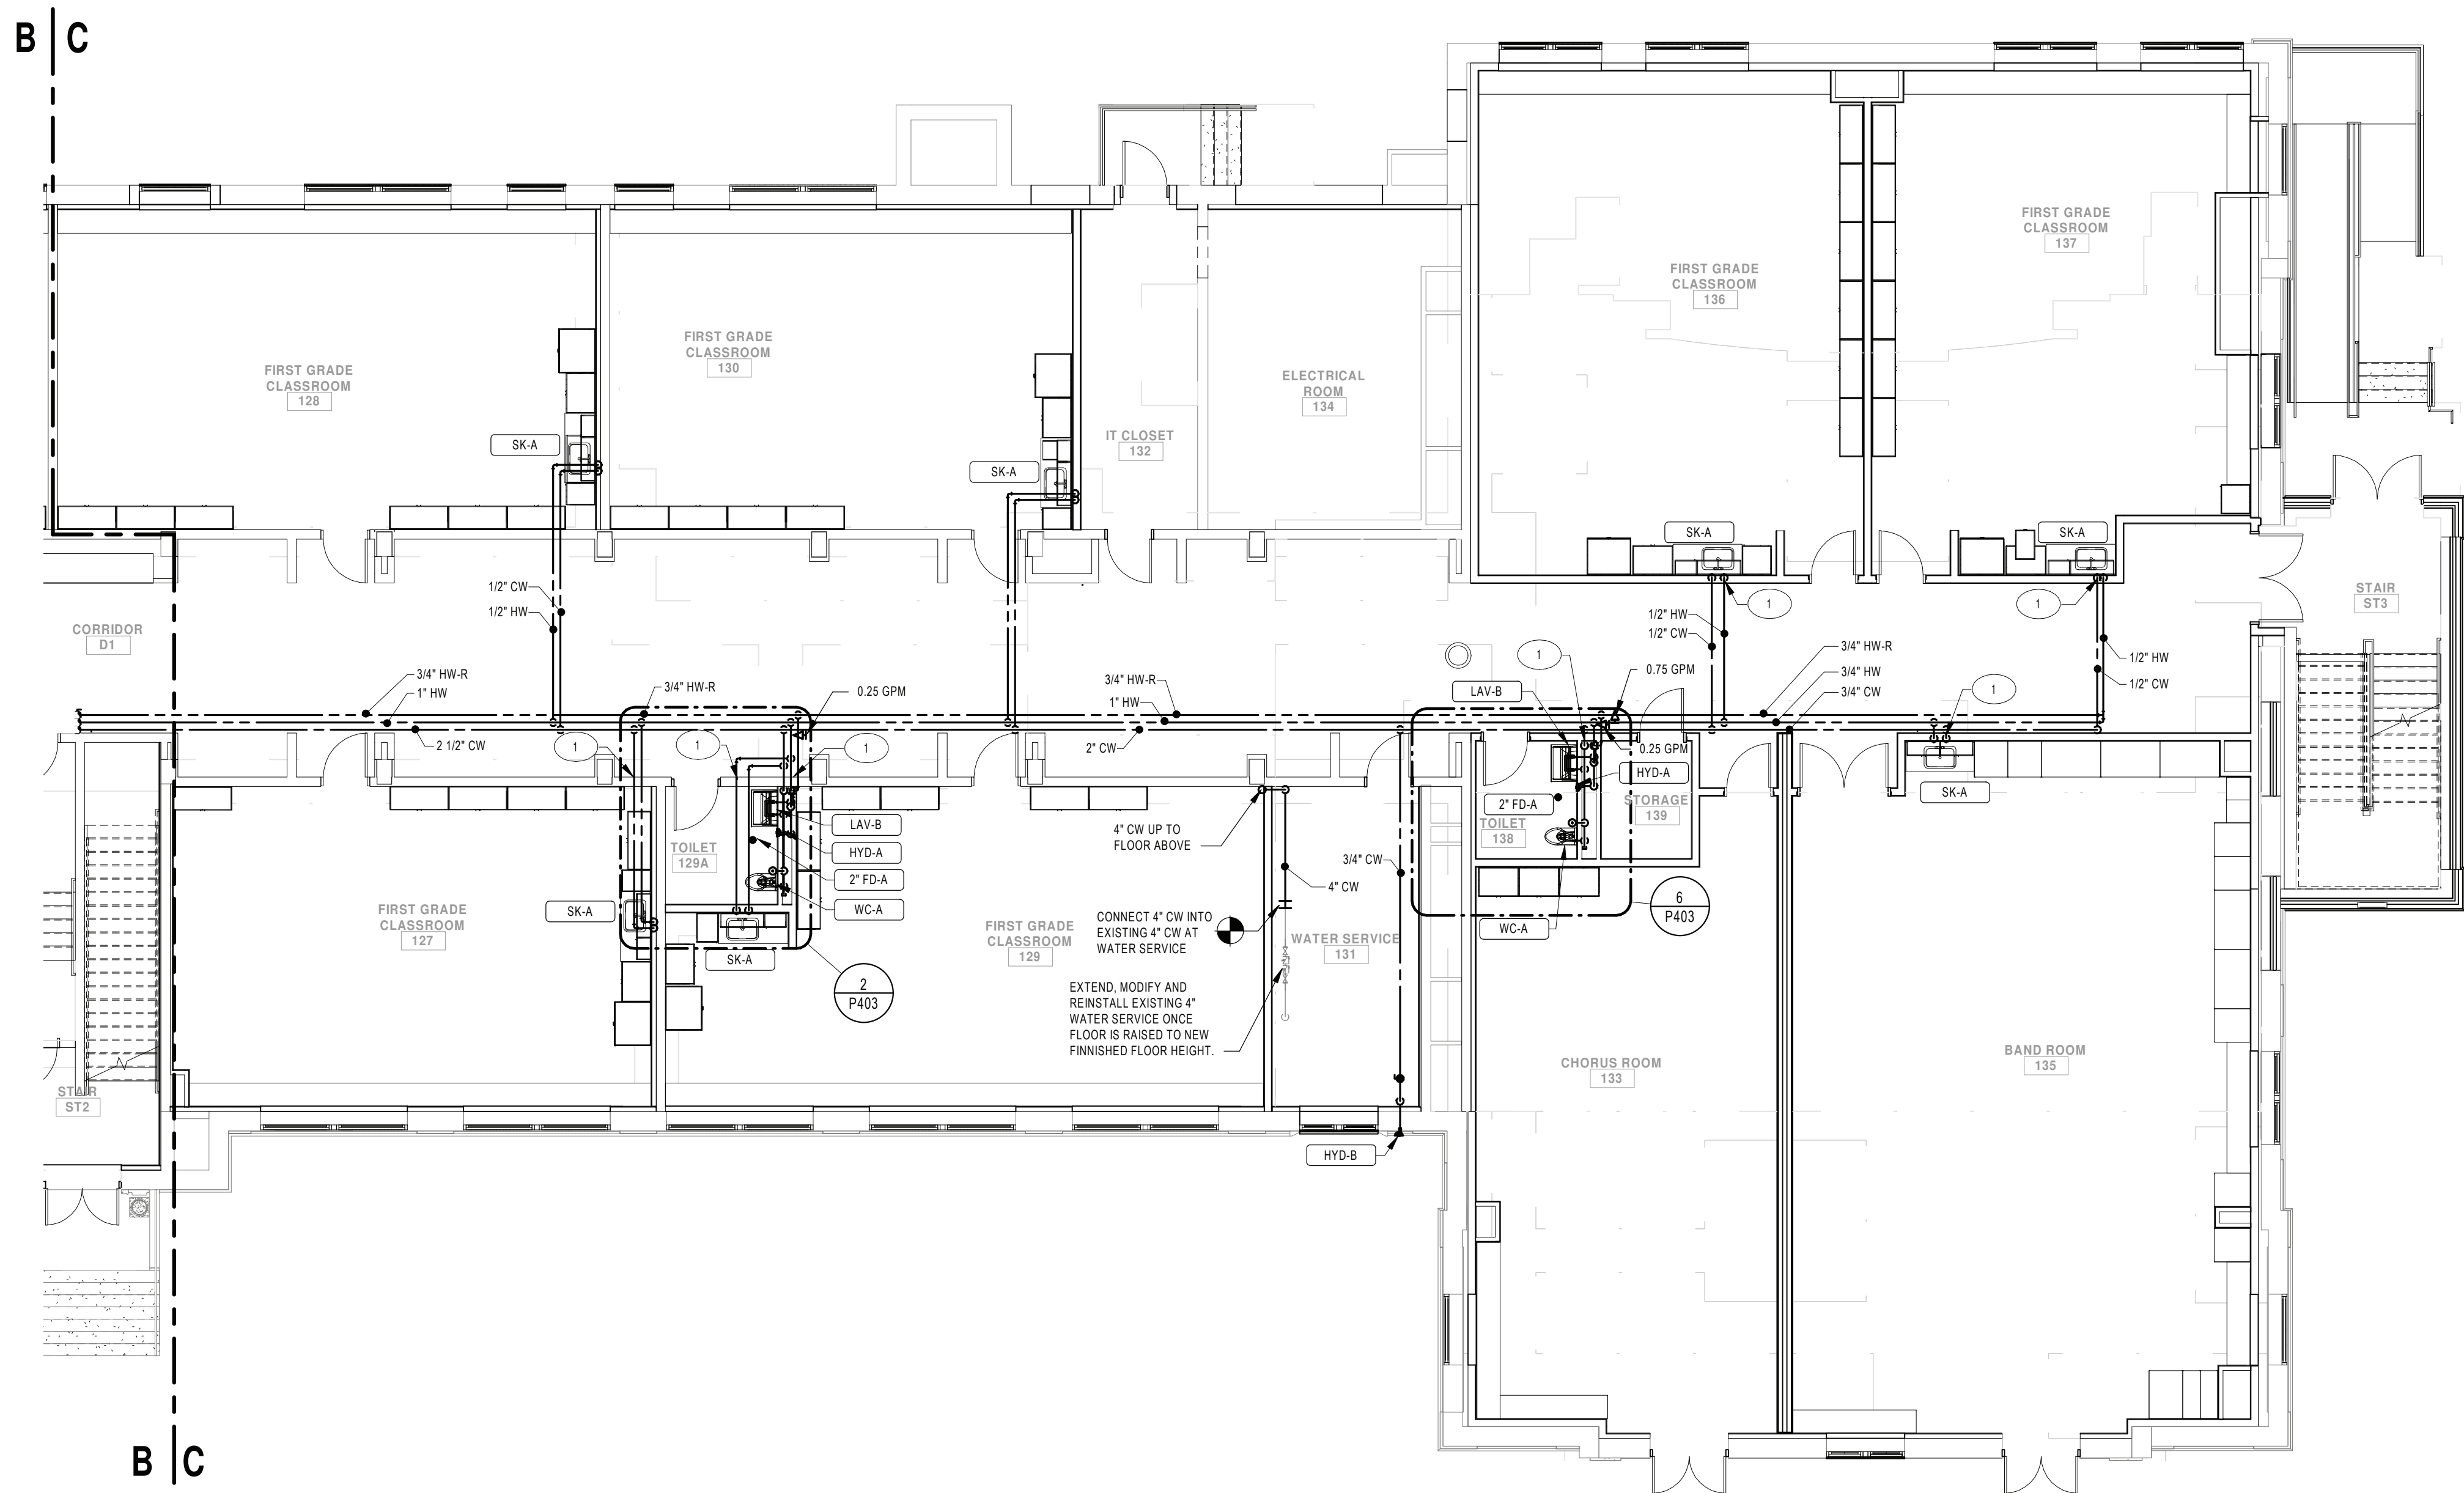 B C
FIRST GRADE
CLASSROOM
137
FIRST GRADE
CLASSROOM
136
FIRST GRADE
CLASSROOM
130
FIRST GRADE
CLASSROOM
128
ELECTRICAL
ROOM
134
IT CLOSET
132
SK-A
SK-A
SK-A
SK-A
1/2" CW
1/2" HW
1
1
STAIR
ST3
CORRIDOR
D1
1/2" HW
1/2" CW
3/4" HW-R
3/4" HW
3/4" CW
1/2" HW
1/2" CW
1
1
0.75 GPM
LAV-B
3/4" HW-R
1" HW
2 1/2" CW
3/4" HW-R
0.25 GPM
3/4" HW-R
1" HW
2" CW
1
1
1
0.25 GPM
HYD-A
2" FD-A
STORAGE
139
TOILET
138
SK-A
LAV-B
HYD-A
2" FD-A
WC-A
TOILET
129A
4" CW UP TO
FLOOR ABOVE
3/4" CW
4" CW
SK-A
FIRST GRADE
CLASSROOM
127
SK-A
FIRST GRADE
CLASSROOM
129
CONNECT 4" CW INTO
EXISTING 4" CW AT
WATER SERVICE
WATER SERVICE
131
WC-A
6
P403
2
P403
EXTEND, MODIFY AND
REINSTALL EXISTING 4"
WATER SERVICE ONCE
FLOOR IS RAISED TO NEW
FINNISHED FLOOR HEIGHT.
CHORUS ROOM
133
BAND ROOM
135
STAIR
ST2
HYD-B
B C